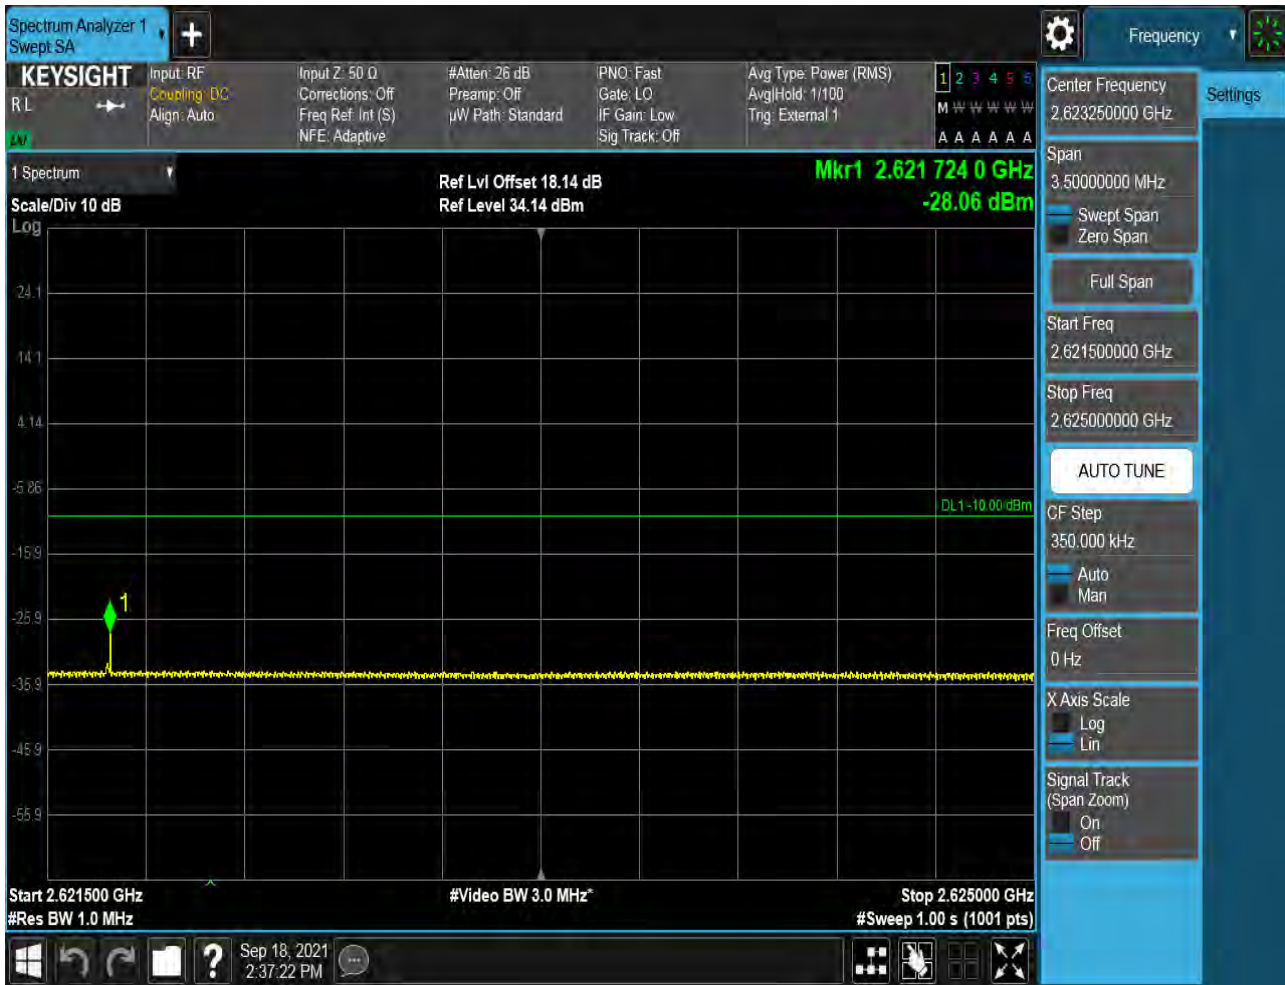 Spectrum Analyzer 1
Swept SA
Frequency
KEYSIGHT
R L
LXI
Input: RF
Coupling: DC
Align: Auto
Input Z: 50 Ω
Corrections: Off
Freq Ref: Int (S)
NFE: Adaptive
#Atten: 26 dB
Preamp: Off
µW Path: Standard
PNO: Fast
Gate: LO
IF Gain: Low
Sig Track: Off
Avg Type: Power (RMS)
Avg|Hold: 1/100
Trig: External 1
1 2 3 4 5 6
M W W W W W
A A A A A A
1 Spectrum
Scale/Div 10 dB
Log
Ref Lvl Offset 18.14 dB
Ref Level 34.14 dBm
Mkr1 2.621 724 0 GHz
-28.06 dBm
24.1
14.1
4.14
-5.86
DL1 -10.00 dBm
-15.9
1
-25.9
-35.9
-45.9
-55.9
Start 2.621500 GHz
#Video BW 3.0 MHz*
Stop 2.625000 GHz
#Res BW 1.0 MHz
#Sweep 1.00 s (1001 pts)
Sep 18, 2021
2:37:22 PM
Center Frequency
2.623250000 GHz
Settings
Span
3.50000000 MHz
Swept Span
Zero Span
Full Span
Start Freq
2.621500000 GHz
Stop Freq
2.625000000 GHz
AUTO TUNE
CF Step
350.000 kHz
Auto
Man
Freq Offset
0 Hz
X Axis Scale
Log
Lin
Signal Track
(Span Zoom)
On
Off